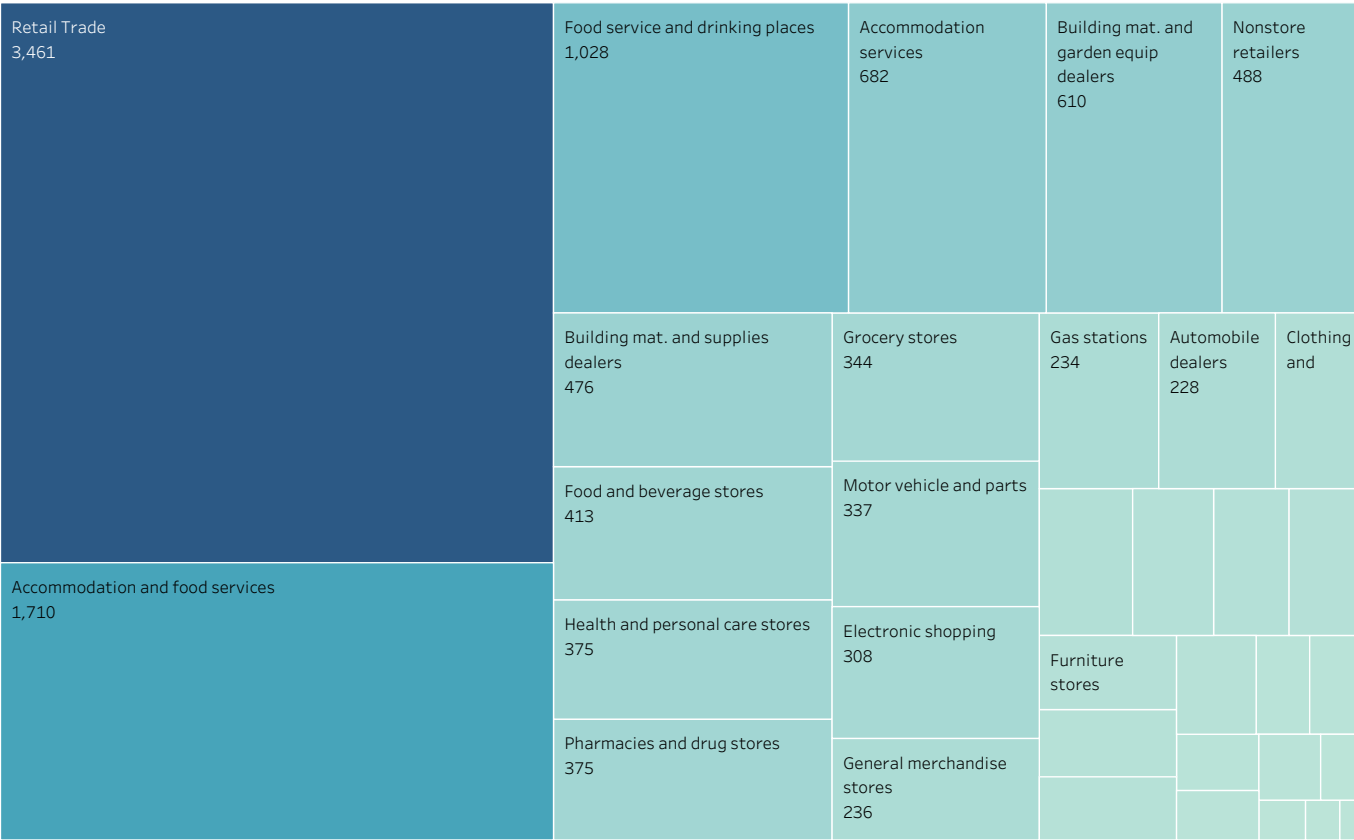 Retail Trade
3,461
Accommodation and food services
1,710
Food service and drinking places
1,028
Accommodation
services
682
Building mat. and
garden equip
dealers
610
Nonstore
retailers
488
Building mat. and supplies
dealers
476
Food and beverage stores
413
Health and personal care stores
375
Pharmacies and drug stores
375
Grocery stores
344
Motor vehicle and parts
337
Electronic shopping
308
General merchandise
stores
236
Gas stations
234
Automobile
dealers
228
Clothing
and
Furniture
stores